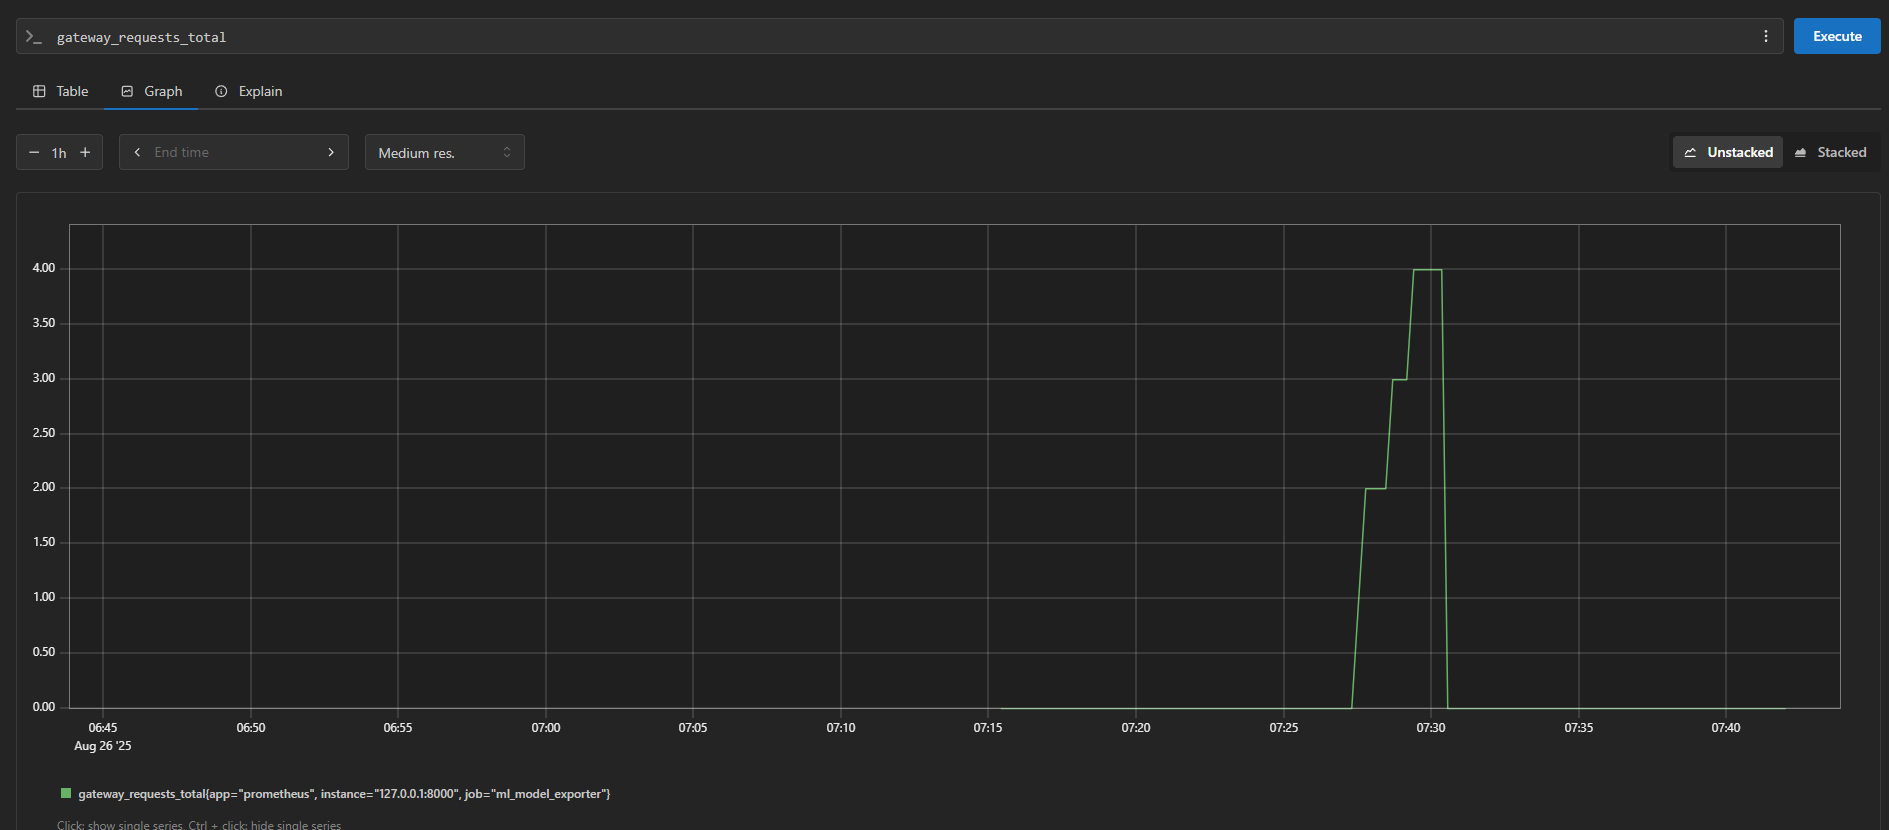 >_ gateway_requests_total
Execute
Table Graph Explain
− 1h + End time Medium res. Unstacked Stacked
4.00
3.50
3.00
2.50
2.00
1.50
1.00
0.50
0.00
06:45 06:50 06:55 07:00 07:05 07:10 07:15 07:20 07:25 07:30 07:35 07:40
Aug 26 '25
gateway_requests_total{app="prometheus", instance="127.0.0.1:8000", job="ml_model_exporter"}
Click: show single series, Ctrl + click: hide single series